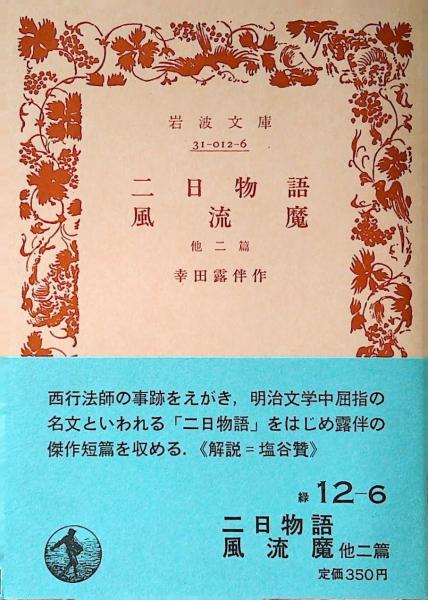 岩波文庫
31-012-6
二日物語
風流魔
他二篇
幸田露伴作
西行法師の事跡をえがき，明治文学中屈指の
名文といわれる「二日物語」をはじめ露伴の
傑作短篇を収める．《解説＝塩谷賛》
緑 12-6
二日物語
風流魔 他二篇
定価350円